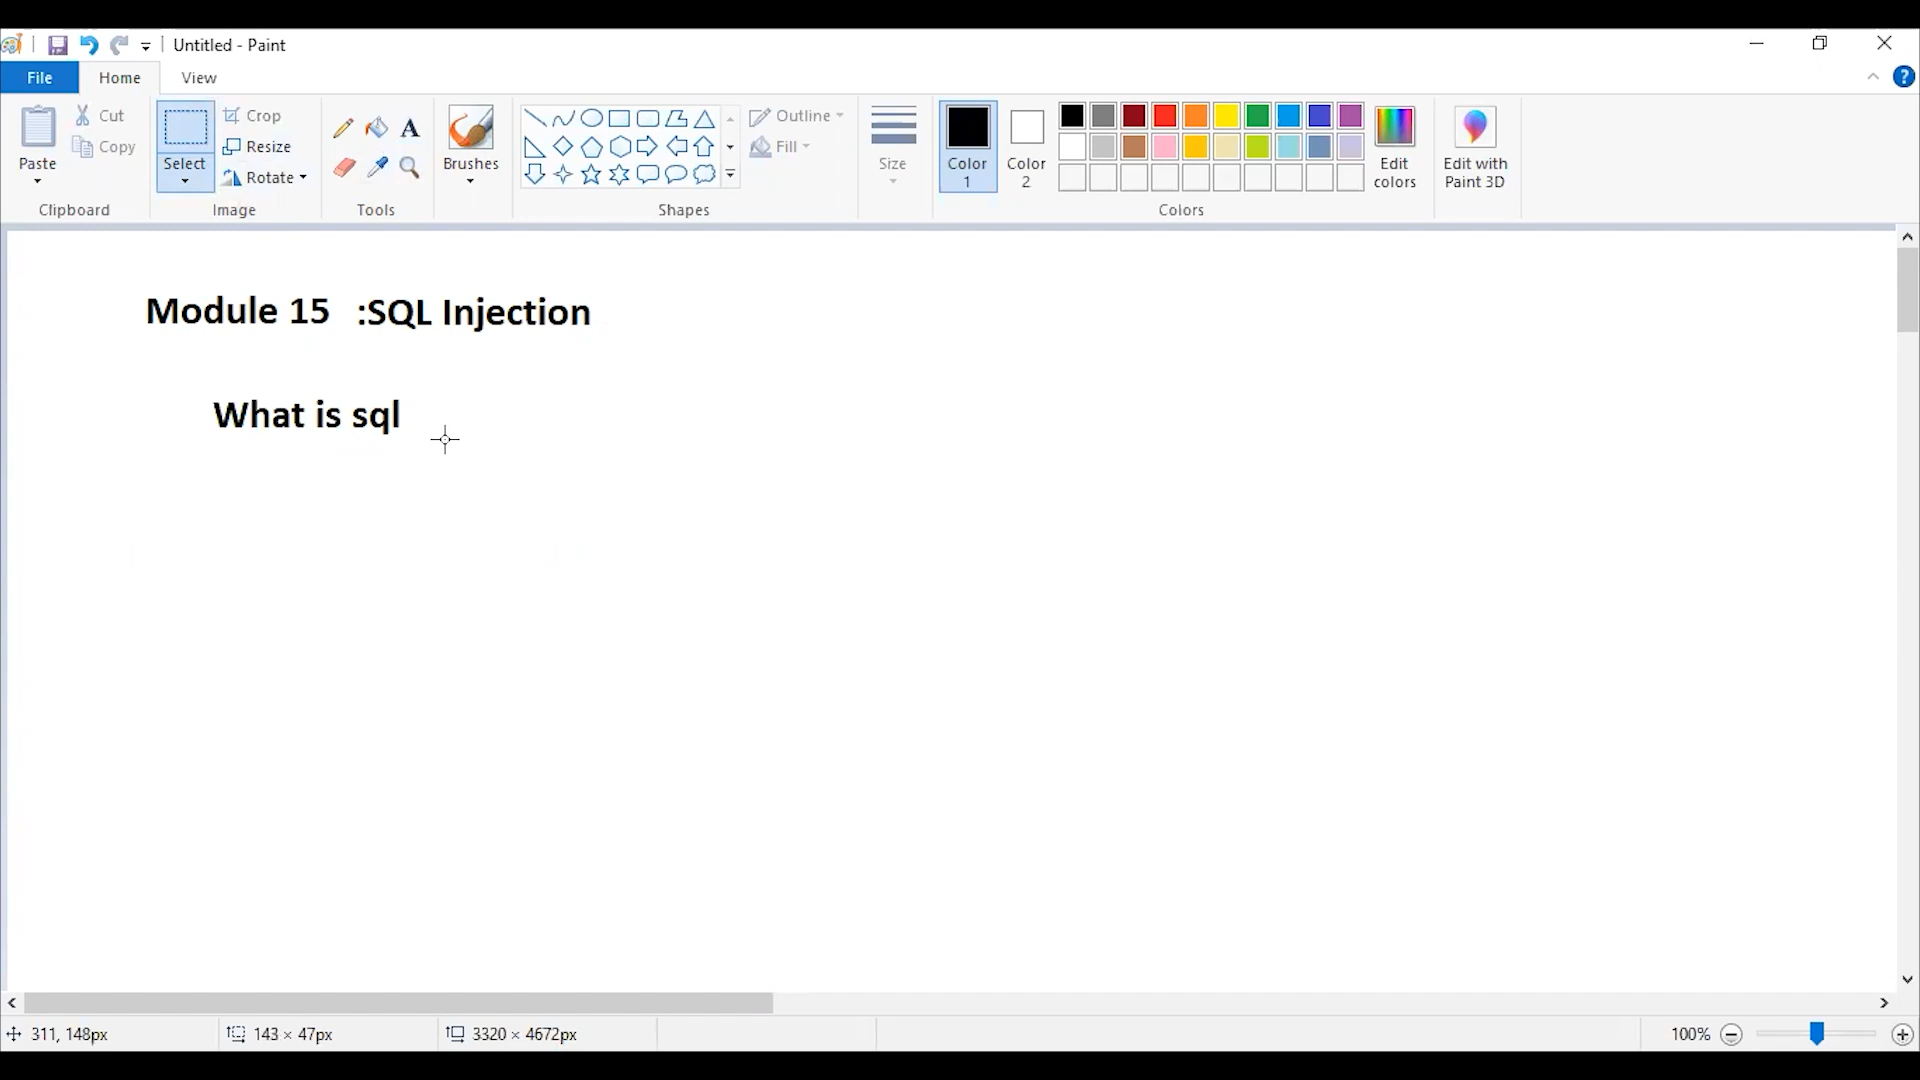 Untitled - Paint
File Home View
Paste
Cut
Copy
Clipboard
Select
Crop
Resize
Rotate
Image
A
Tools
Brushes
Shapes
Outline
Fill
Size
Color 1
Color 2
Colors
Edit colors
Edit with Paint 3D
?
Module 15 :SQL Injection
What is sql
311, 148px 143 × 47px 3320 × 4672px 100%